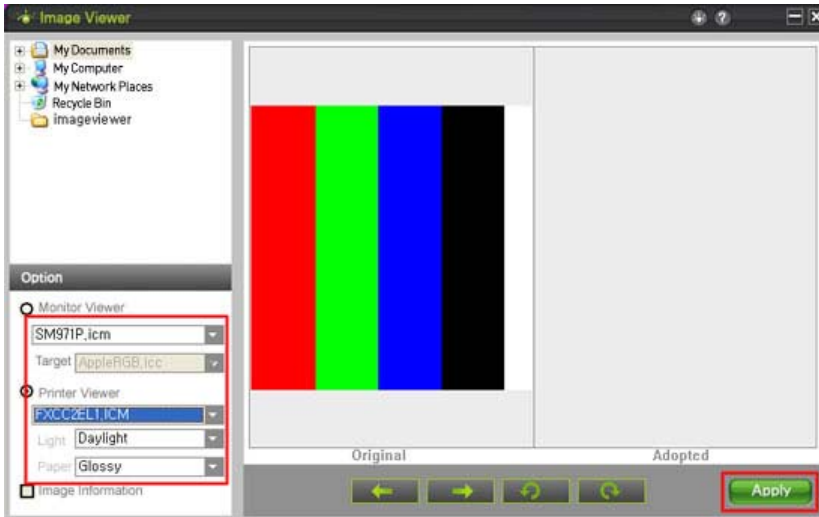 Image Viewer
My Documents
My Computer
My Network Places
Recycle Bin
imageviewer
Option
Monitor Viewer
SM971P.icm
Target AppleRGB.icc
Printer Viewer
FXCC2EL1.ICM
Light Daylight
Paper Glossy
Image Information
Original
Adopted
Apply